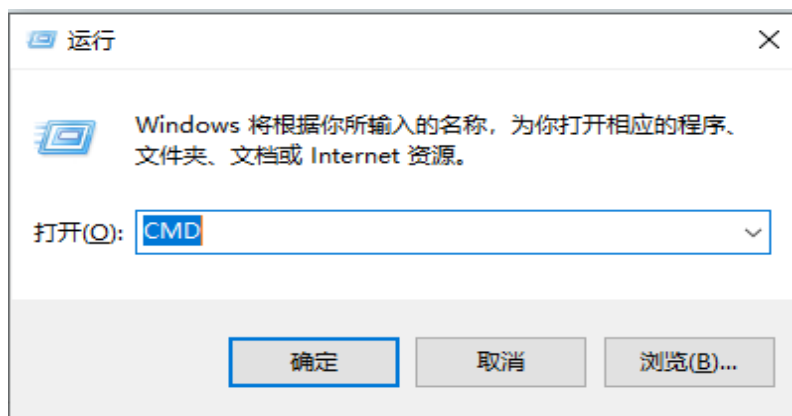 运行
Windows 将根据你所输入的名称，为你打开相应的程序、
文件夹、文档或 Internet 资源。
打开(O): CMD
确定 取消 浏览(B)...